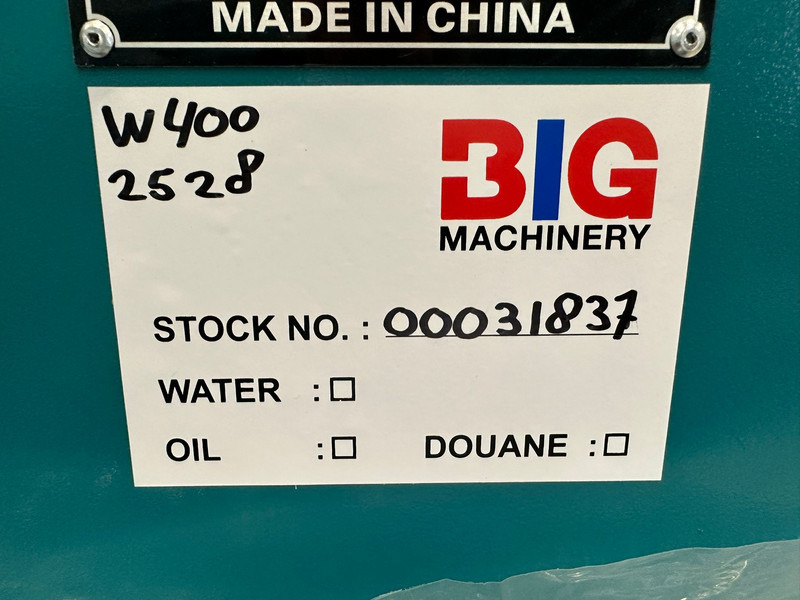 MADE IN CHINA
W400
2528
BIG
MACHINERY
STOCK NO. : 00031837
WATER :
OIL :
DOUANE :